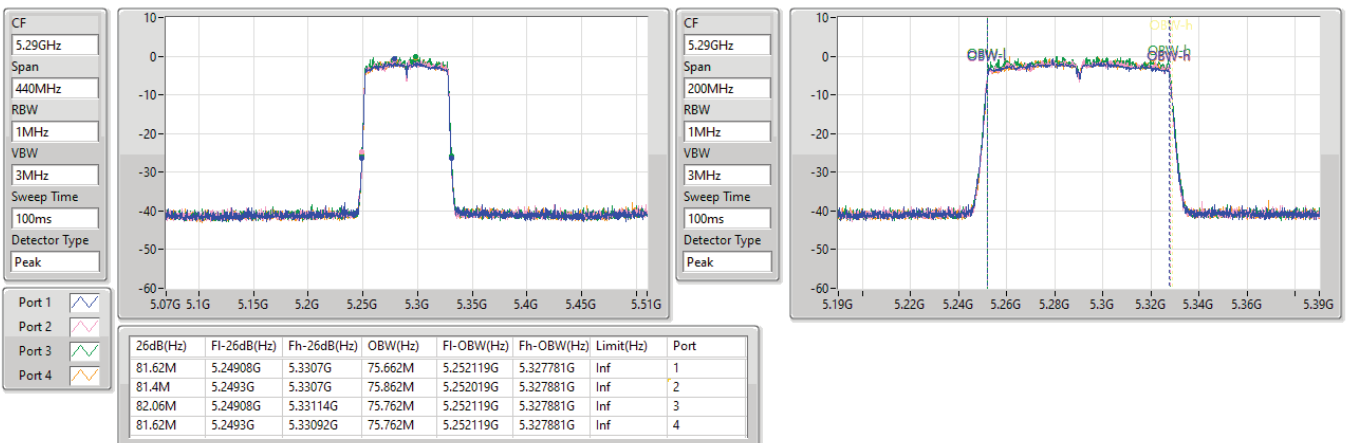 CF
5.29GHz
Span
440MHz
RBW
1MHz
VBW
3MHz
Sweep Time
100ms
Detector Type
Peak
10
0
-10
-20
-30
-40
-50
-60
5.07G 5.1G 5.15G 5.2G 5.25G 5.3G 5.35G 5.4G 5.45G 5.51G
CF
5.29GHz
Span
200MHz
RBW
1MHz
VBW
3MHz
Sweep Time
100ms
Detector Type
Peak
10
0
-10
-20
-30
-40
-50
-60
OBW-h
OBW-l
OBW-h
OBW-h
5.19G 5.22G 5.24G 5.26G 5.28G 5.3G 5.32G 5.34G 5.36G 5.39G
Port 1
Port 2
Port 3
Port 4
26dB(Hz) Fl-26dB(Hz) Fh-26dB(Hz) OBW(Hz) Fl-OBW(Hz) Fh-OBW(Hz) Limit(Hz) Port
81.62M 5.24908G 5.3307G 75.662M 5.252119G 5.327781G Inf 1
81.4M 5.2493G 5.3307G 75.862M 5.252019G 5.327881G Inf 2
82.06M 5.24908G 5.33114G 75.762M 5.252119G 5.327881G Inf 3
81.62M 5.2493G 5.33092G 75.762M 5.252119G 5.327881G Inf 4